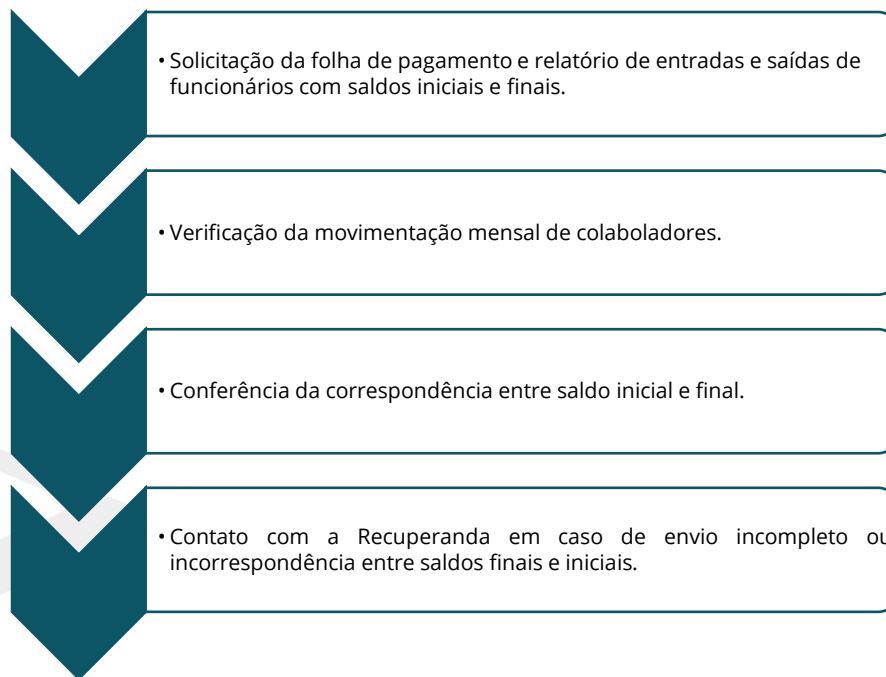 • Solicitação da folha de pagamento e relatório de entradas e saídas de
funcionários com saldos iniciais e finais.
• Verificação da movimentação mensal de colaboladores.
• Conferência da correspondência entre saldo inicial e final.
• Contato com a Recuperanda em caso de envio incompleto ou
incorrespondência entre saldos finais e iniciais.